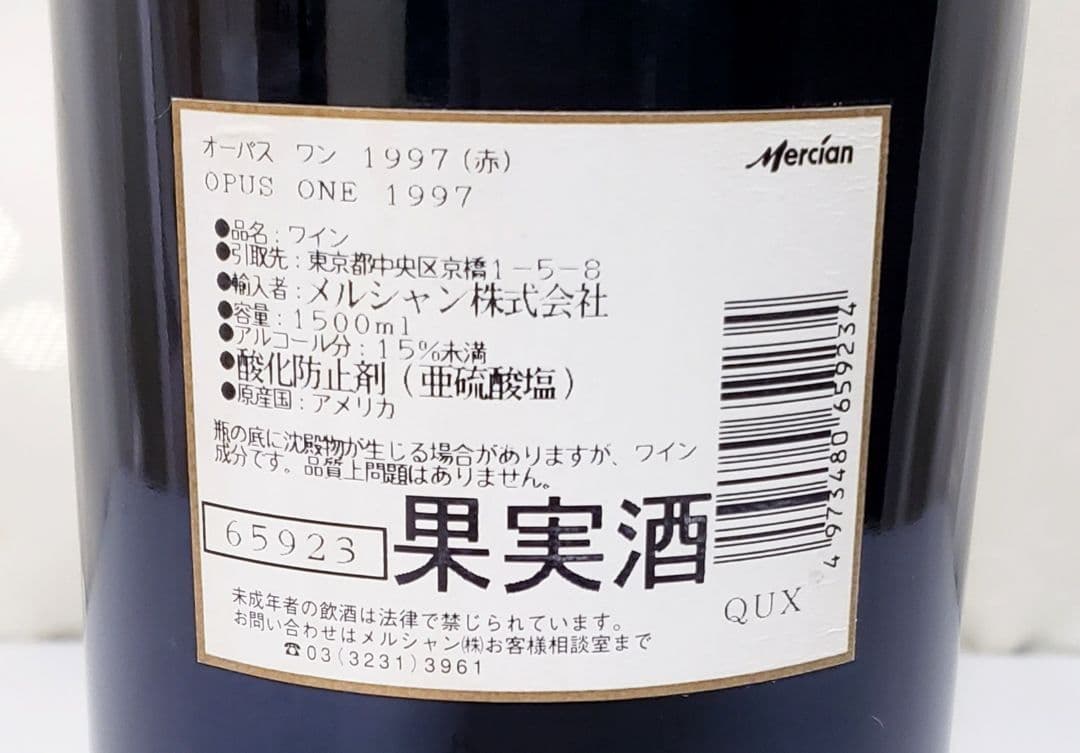 オーパス ワン 1997(赤)
OPUS ONE 1997
Mercian
●品名:ワイン
●引取先:東京都中央区京橋1-5-8
●輸入者:メルシャン株式会社
●容量:1500ml
●アルコール分:15%未満
●酸化防止剤(亜硫酸塩)
●原産国:アメリカ
瓶の底に沈殿物が生じる場合がありますが、ワイン
成分です。品質上問題はありません。
65923
果実酒
4973480659234
QUX
未成年者の飲酒は法律で禁じられています。
お問い合わせはメルシャン㈱お客様相談室まで
☎03(3231)3961